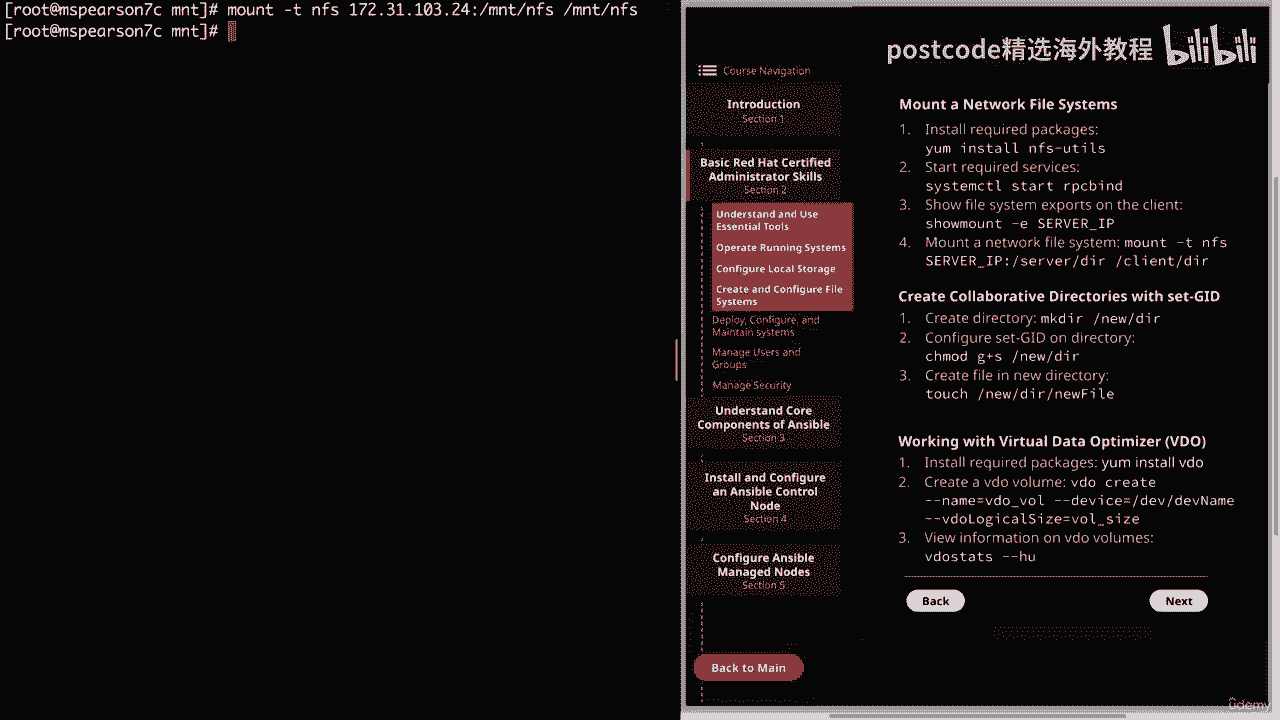 [root@mspearson7c mnt]# mount -t nfs 172.31.103.24:/mnt/nfs /mnt/nfs
[root@mspearson7c mnt]#
postcode精选海外教程 bilibili
Course Navigation
Introduction
Section 1
Basic Red Hat Certified
Administrator Skills
Section 2
Understand and Use
Essential Tools
Operate Running Systems
Configure Local Storage
Create and Configure File
Systems
Deploy, Configure, and
Maintain systems
Manage Users and
Groups
Manage Security
Understand Core
Components of Ansible
Section 3
Install and Configure
an Ansible Control
Node
Section 4
Configure Ansible
Managed Nodes
Section 5
Back to Main
Mount a Network File Systems
1. Install required packages:
yum install nfs-utils
2. Start required services:
systemctl start rpcbind
3. Show file system exports on the client:
showmount -e SERVER_IP
4. Mount a network file system: mount -t nfs
SERVER_IP:/server/dir /client/dir
Create Collaborative Directories with set-GID
1. Create directory: mkdir /new/dir
2. Configure set-GID on directory:
chmod g+s /new/dir
3. Create file in new directory:
touch /new/dir/newFile
Working with Virtual Data Optimizer (VDO)
1. Install required packages: yum install vdo
2. Create a vdo volume: vdo create
--name=vdo_vol --device=/dev/devName
--vdoLogicalSize=vol_size
3. View information on vdo volumes:
vdostats --hu
Back
Next
ûdemy